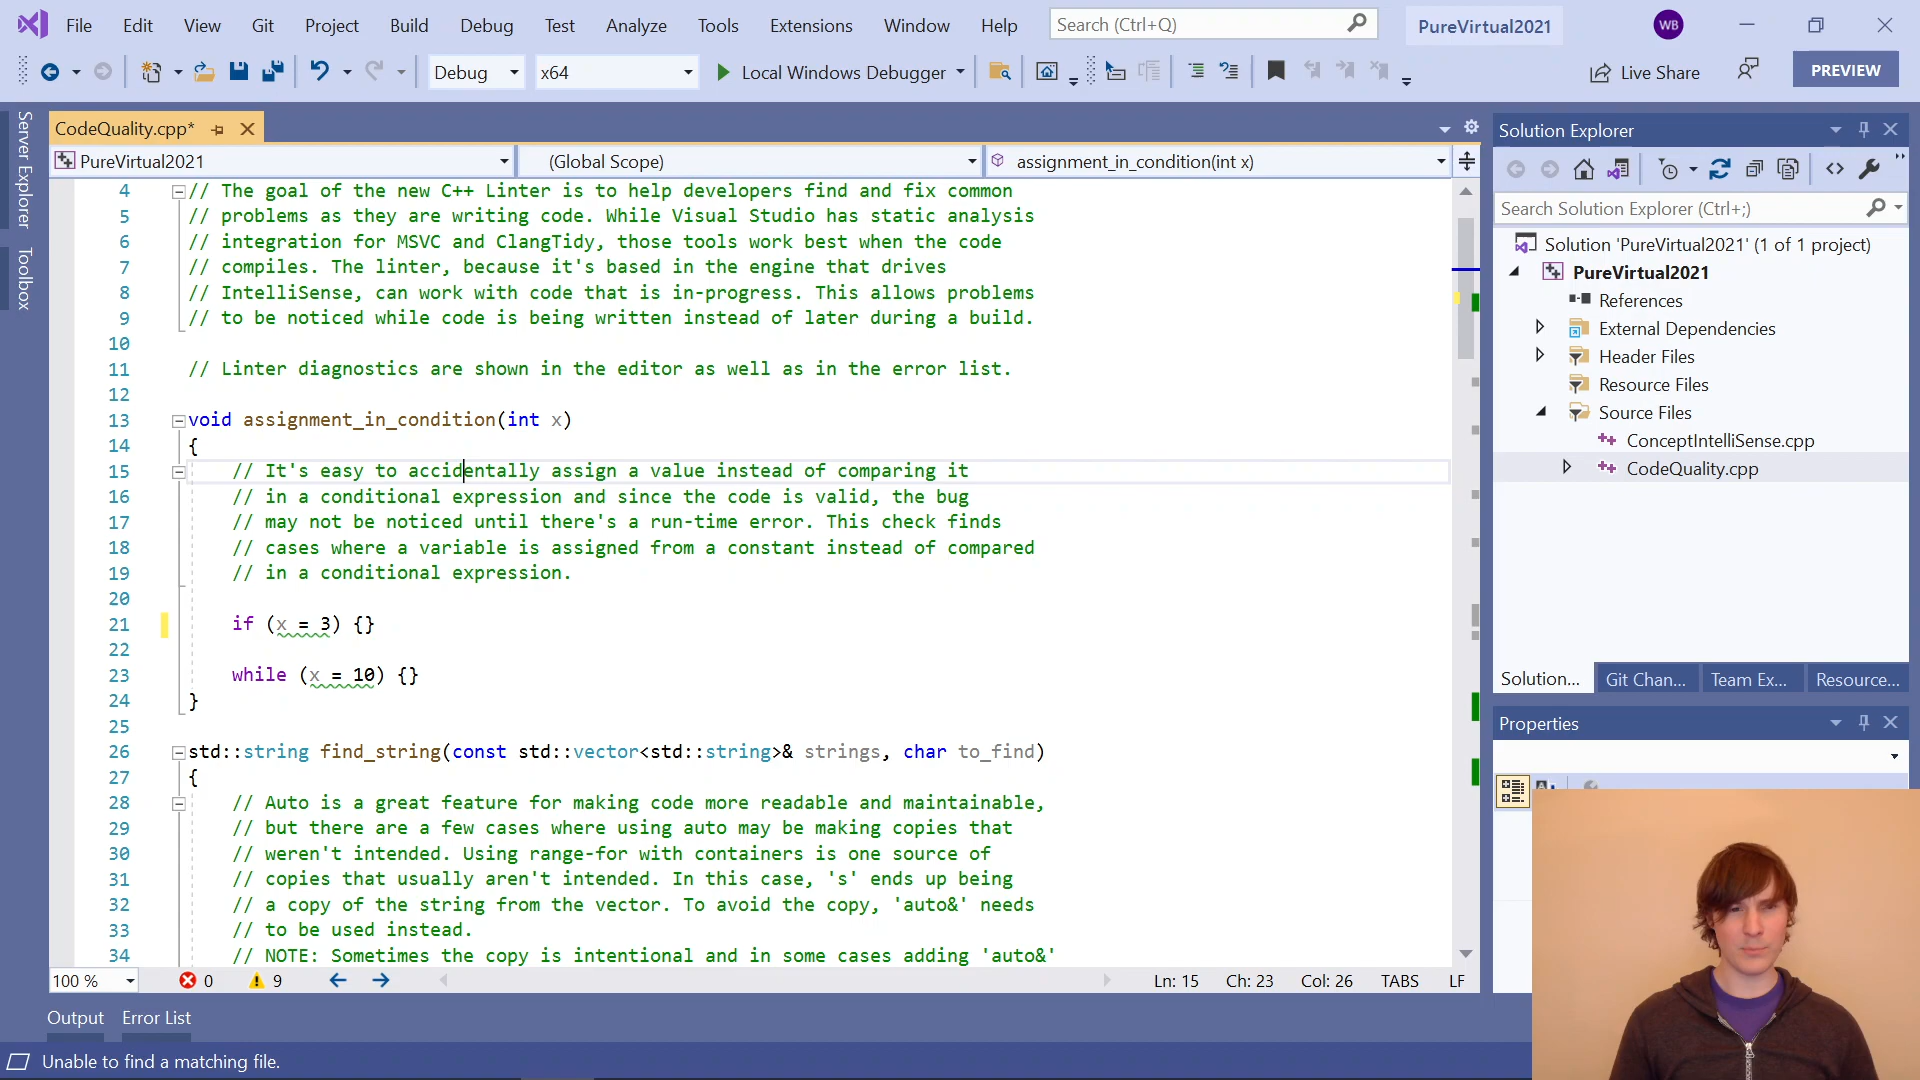 File Edit View Git Project Build Debug Test Analyze Tools Extensions Window Help Search (Ctrl+Q) PureVirtual2021 WB
Debug x64 Local Windows Debugger Live Share PREVIEW
Server Explorer
Toolbox
CodeQuality.cpp*
PureVirtual2021 (Global Scope) assignment_in_condition(int x)
4 // The goal of the new C++ Linter is to help developers find and fix common
5 // problems as they are writing code. While Visual Studio has static analysis
6 // integration for MSVC and ClangTidy, those tools work best when the code
7 // compiles. The linter, because it's based in the engine that drives
8 // IntelliSense, can work with code that is in-progress. This allows problems
9 // to be noticed while code is being written instead of later during a build.
10
11 // Linter diagnostics are shown in the editor as well as in the error list.
12
13 void assignment_in_condition(int x)
14 {
15 // It's easy to accidentally assign a value instead of comparing it
16 // in a conditional expression and since the code is valid, the bug
17 // may not be noticed until there's a run-time error. This check finds
18 // cases where a variable is assigned from a constant instead of compared
19 // in a conditional expression.
20
21 if (x = 3) {}
22
23 while (x = 10) {}
24 }
25
26 std::string find_string(const std::vector<std::string>& strings, char to_find)
27 {
28 // Auto is a great feature for making code more readable and maintainable,
29 // but there are a few cases where using auto may be making copies that
30 // weren't intended. Using range-for with containers is one source of
31 // copies that usually aren't intended. In this case, 's' ends up being
32 // a copy of the string from the vector. To avoid the copy, 'auto&' needs
33 // to be used instead.
34 // NOTE: Sometimes the copy is intentional and in some cases adding 'auto&'
100 % 0 9 Ln: 15 Ch: 23 Col: 26 TABS LF
Output Error List
Unable to find a matching file.
Solution Explorer
Search Solution Explorer (Ctrl+;)
Solution 'PureVirtual2021' (1 of 1 project)
PureVirtual2021
References
External Dependencies
Header Files
Resource Files
Source Files
ConceptIntelliSense.cpp
CodeQuality.cpp
Solution... Git Chan... Team Ex... Resource...
Properties